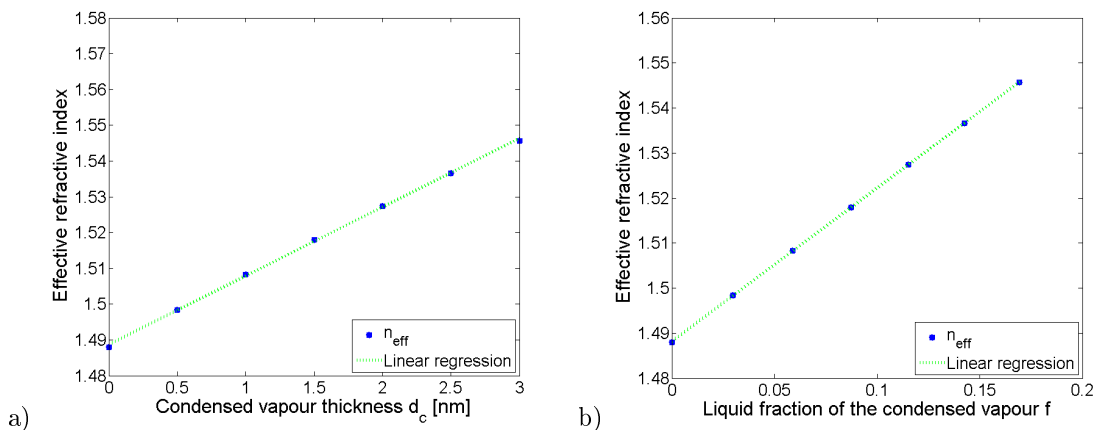 1.58
1.57
1.56
1.55
1.54
1.53
1.52
1.51
1.5
1.49
1.48
Effective refractive index
0 0.5 1 1.5 2 2.5 3
Condensed vapour thickness d_c [nm]
n_eff
Linear regression
a)
1.56
1.55
1.54
1.53
1.52
1.51
1.5
1.49
1.48
Effective refractive index
0 0.05 0.1 0.15 0.2
Liquid fraction of the condensed vapour f
n_eff
Linear regression
b)